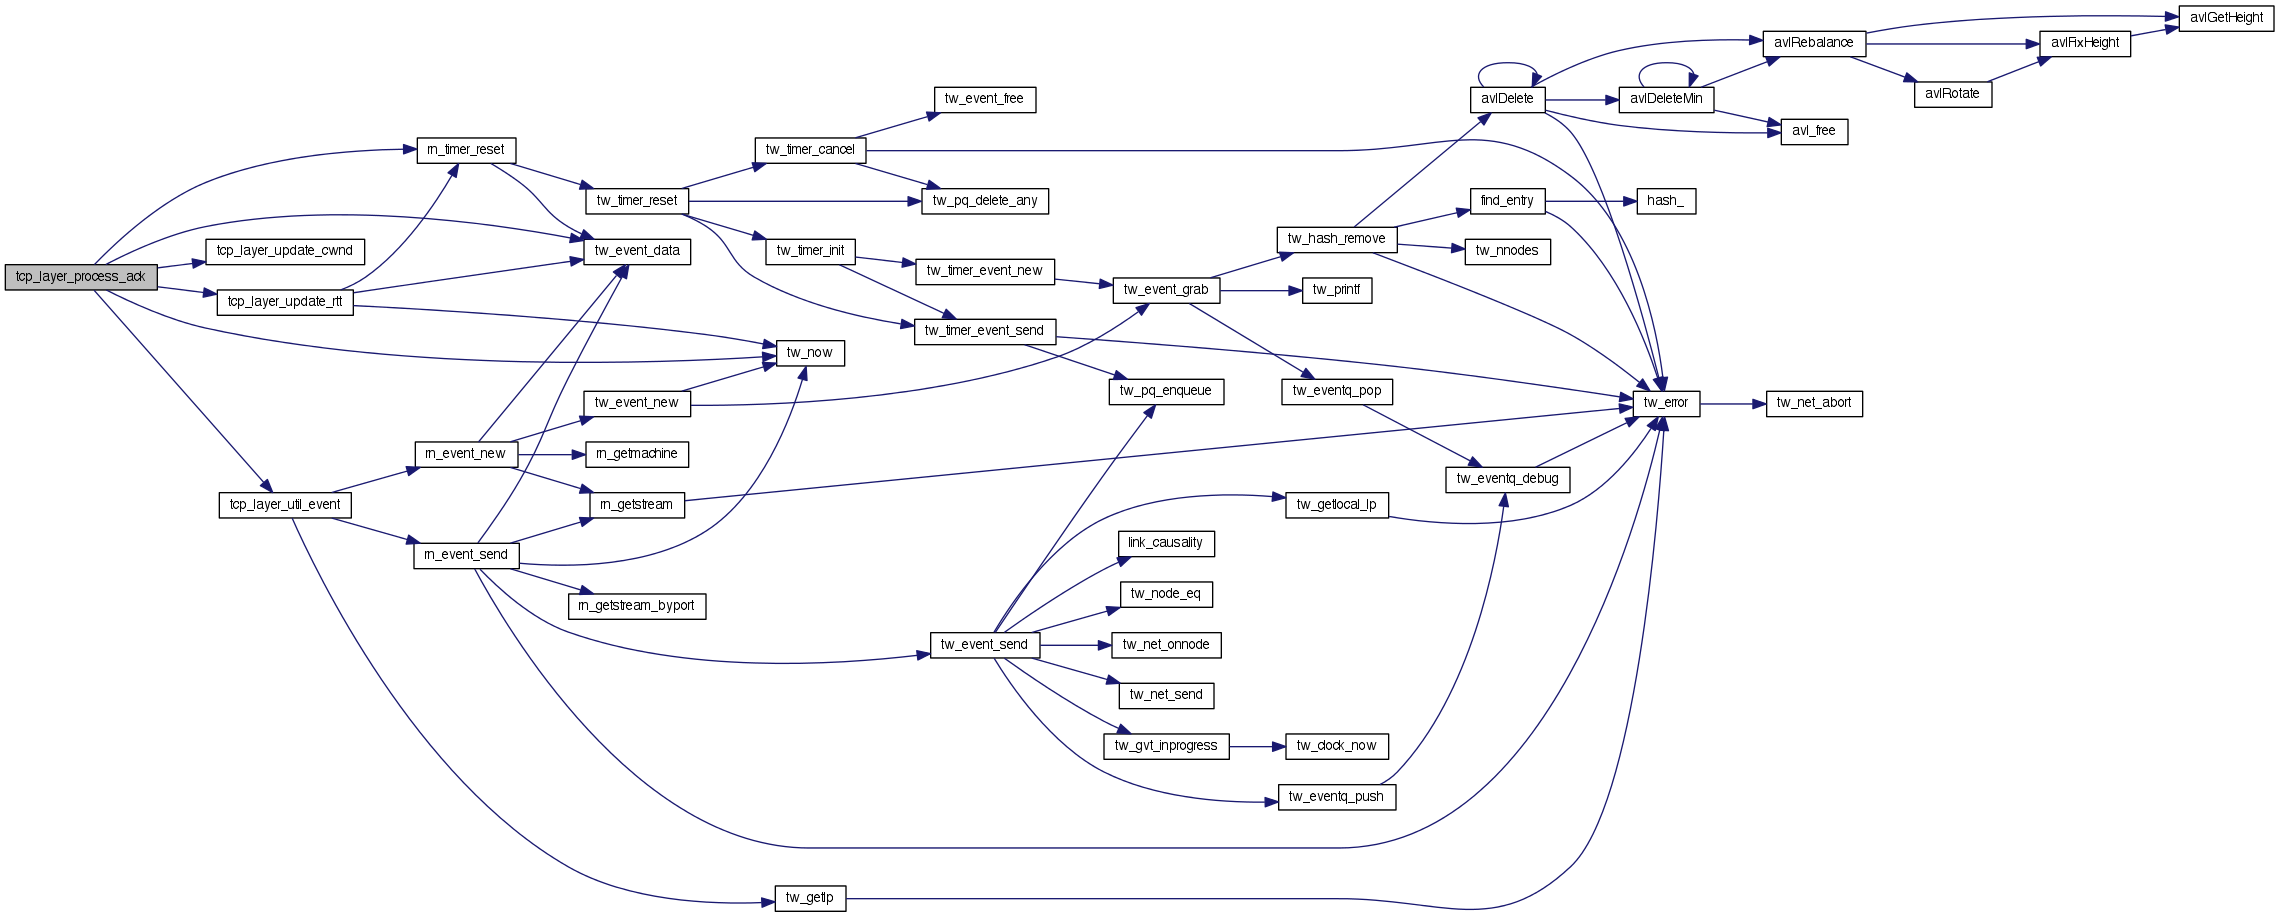 tcp_layer_process_ack
tcp_layer_update_cwnd
tcp_layer_update_rtt
tcp_layer_util_event
rn_timer_reset
rn_event_new
rn_event_send
tw_timer_reset
tw_event_data
tw_event_new
rn_getmachine
rn_getstream
rn_getstream_byport
tw_timer_cancel
tw_timer_init
tw_now
tw_getlp
tw_event_free
tw_pq_delete_any
tw_timer_event_new
tw_timer_event_send
tw_event_send
tw_event_grab
tw_pq_enqueue
link_causality
tw_node_eq
tw_net_onnode
tw_net_send
tw_gvt_inprogress
tw_hash_remove
tw_printf
tw_eventq_pop
tw_getlocal_lp
tw_clock_now
tw_eventq_push
avlDelete
find_entry
tw_nnodes
tw_eventq_debug
avlDeleteMin
hash_
tw_error
avlRebalance
avl_free
tw_net_abort
avlRotate
avlFixHeight
avlGetHeight